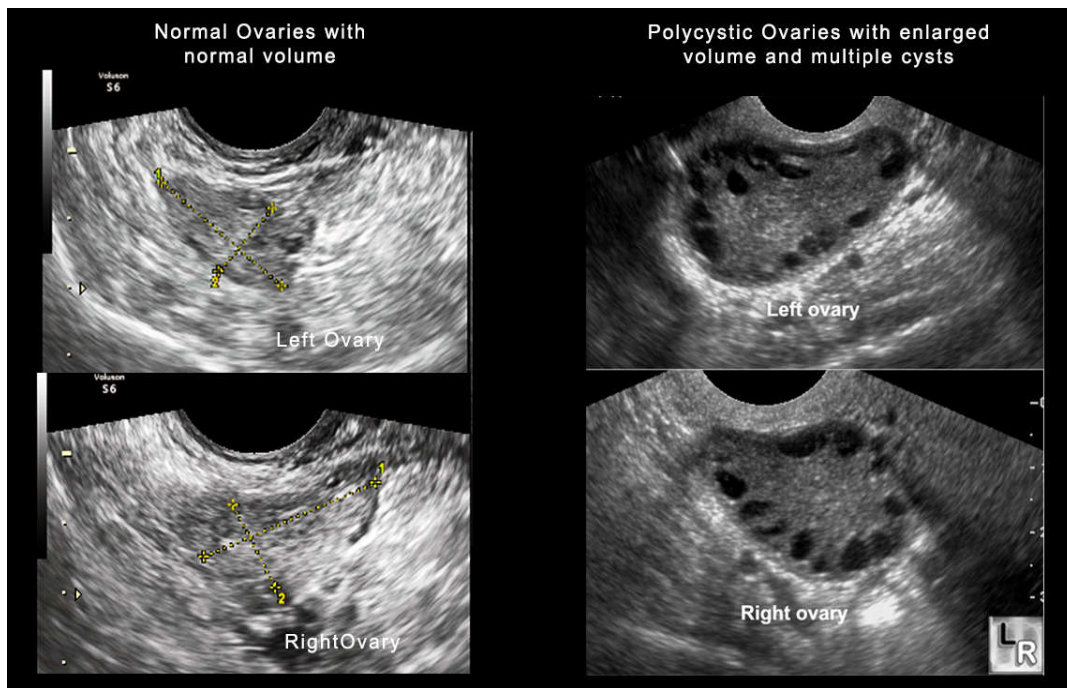 Normal Ovaries with
normal volume
Voluson
S6
1
2
Left Ovary
Voluson
S6
1
2
RightOvary
Polycystic Ovaries with enlarged
volume and multiple cysts
Left ovary
Right ovary
LR